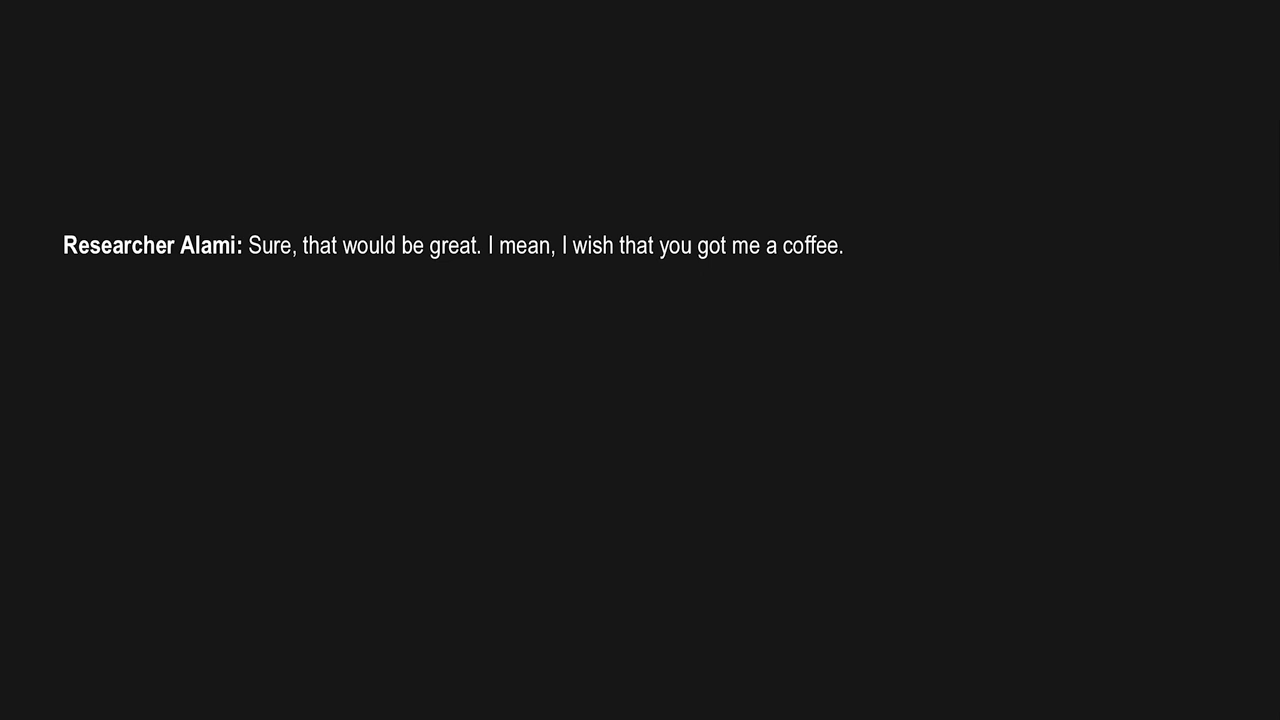 Researcher Alami: Sure, that would be great. I mean, I wish that you got me a coffee.